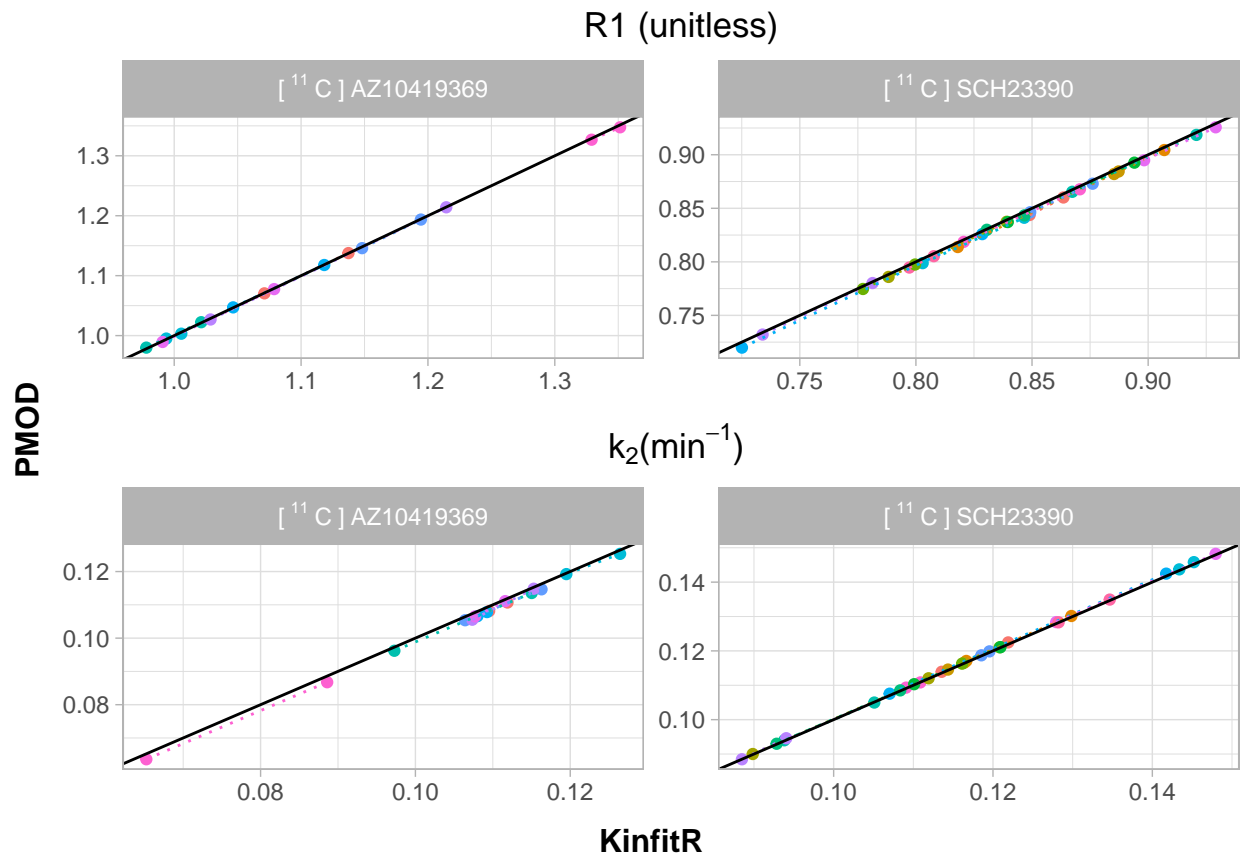 R1 (unitless)
[ ¹¹ C ] AZ10419369
[ ¹¹ C ] SCH23390
1.3
1.2
1.1
1.0
1.0 1.1 1.2 1.3
0.90
0.85
0.80
0.75
0.75 0.80 0.85 0.90
PMOD
k₂(min⁻¹)
[ ¹¹ C ] AZ10419369
[ ¹¹ C ] SCH23390
0.12
0.10
0.08
0.08 0.10 0.12
0.14
0.12
0.10
0.10 0.12 0.14
KinfitR